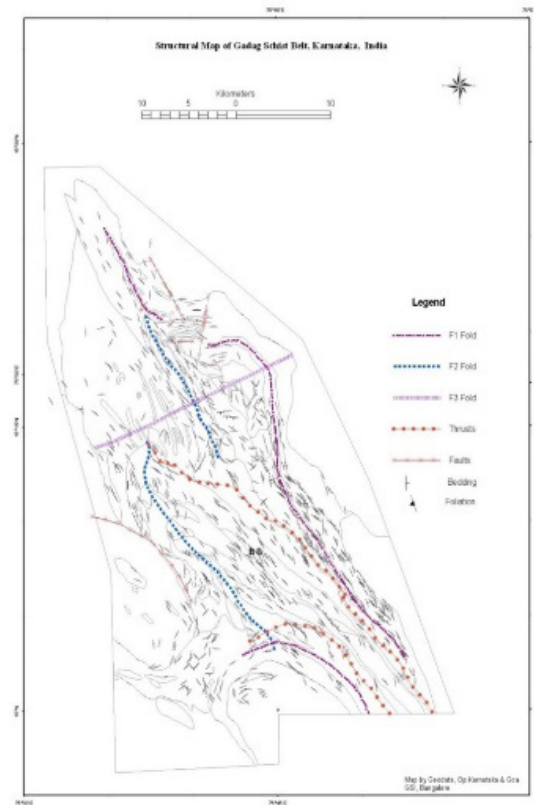 Structural Map of Gadag Schist Belt, Karnataka, India
Kilometers
10 5 0 10
Legend
F1 Fold
F2 Fold
F3 Fold
Thrusts
Faults
Bedding
Foliation
Map by Geodata, Op Karnataka & Goa
GSI, Bangalore